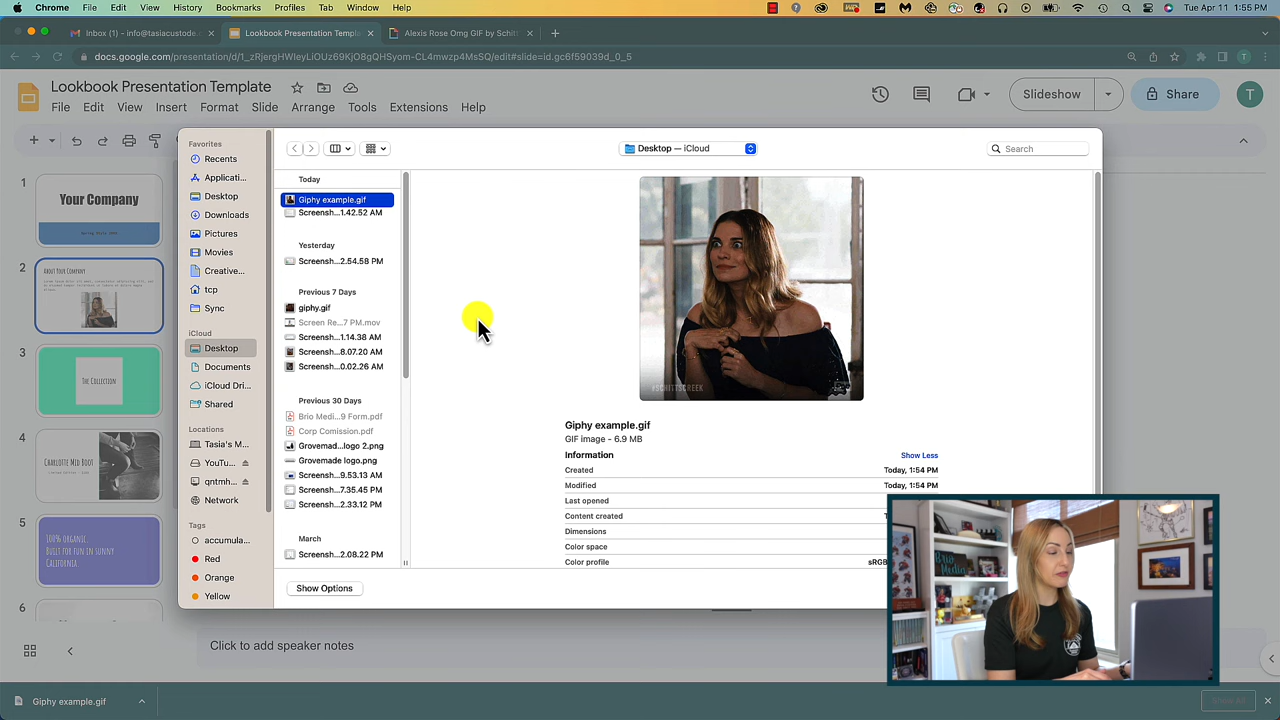 Chrome File Edit View History Bookmarks Profiles Tab Window Help
Tue Apr 11 1:55 PM
Inbox (1) - info@tasiacustode. Lookbook Presentation Templa Alexis Rose Omg GIF by Schitt
docs.google.com/presentation/d/1_zRjergHWleyLiOUz69KjO8gQHSyom-CL4mwzp4MsSQ/edit#slide=id.gc6f59039d_0_5
Lookbook Presentation Template
File Edit View Insert Format Slide Arrange Tools Extensions Help
Slideshow
Share
T
1
Your Company
2
About Your Company
3
The Collection
4
Charlotte Mid Body
5
100% organic.
Built for fun in sunny
California.
6
Favorites
Recents
Applicati...
Desktop
Downloads
Pictures
Movies
Creative...
tcp
Sync
iCloud
Desktop
Documents
iCloud Dri...
Shared
Locations
Tasia's M...
YouTu...
qntmh...
Network
Tags
accumula...
Red
Orange
Yellow
Desktop — iCloud
Search
Today
Giphy example.gif
Screensh...1.42.52 AM
Yesterday
Screensh...2.54.58 PM
Previous 7 Days
giphy.gif
Screen Re...7 PM.mov
Screensh...1.14.38 AM
Screensh...8.07.20 AM
Screensh...0.02.26 AM
Previous 30 Days
Brio Medi...9 Form.pdf
Corp Comission.pdf
Grovemad...logo 2.png
Grovemade logo.png
Screensh...9.53.13 AM
Screensh...7.35.45 PM
Screensh...2.33.12 PM
March
Screensh...2.08.22 PM
#SCHITTSCREEK
Giphy example.gif
GIF image - 6.9 MB
Information Show Less
Created Today, 1:54 PM
Modified Today, 1:54 PM
Last opened
Content created
Dimensions
Color space
Color profile sRGB
Show Options
Brio Media
Click to add speaker notes
Giphy example.gif
Show All